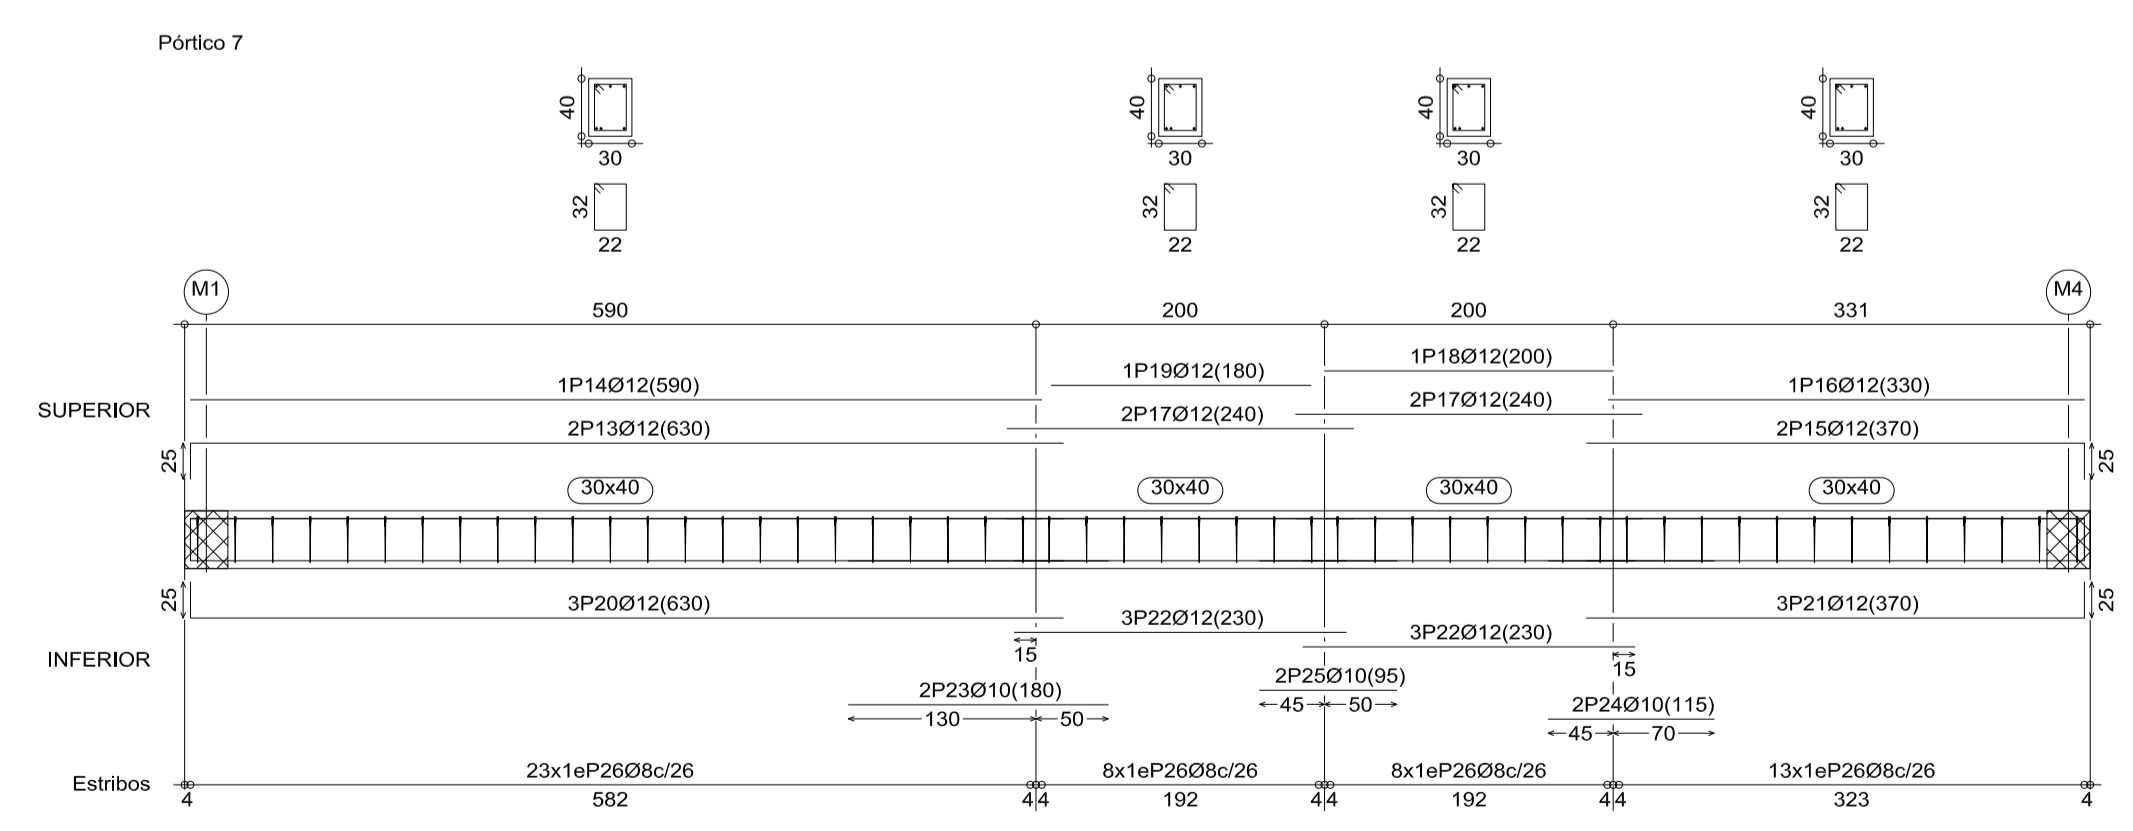 Pórtico 7
40 40 40 40
30 30 30 30
32 32 32 32
22 22 22 22
M1 M4
590 200 200 331
1P18Ø12(200)
1P14Ø12(590) 1P19Ø12(180) 1P16Ø12(330)
SUPERIOR
2P17Ø12(240) 2P17Ø12(240)
2P13Ø12(630) 2P15Ø12(370)
25 25
30x40 30x40 30x40 30x40
25 25
3P20Ø12(630) 3P21Ø12(370)
3P22Ø12(230) 3P22Ø12(230)
INFERIOR
15 15
2P25Ø10(95)
2P23Ø10(180) 45 50 2P24Ø10(115)
130 50 45 70
Estribos
23x1eP26Ø8c/26 8x1eP26Ø8c/26 8x1eP26Ø8c/26 13x1eP26Ø8c/26
4 582 4 4 192 4 4 192 4 4 323 4